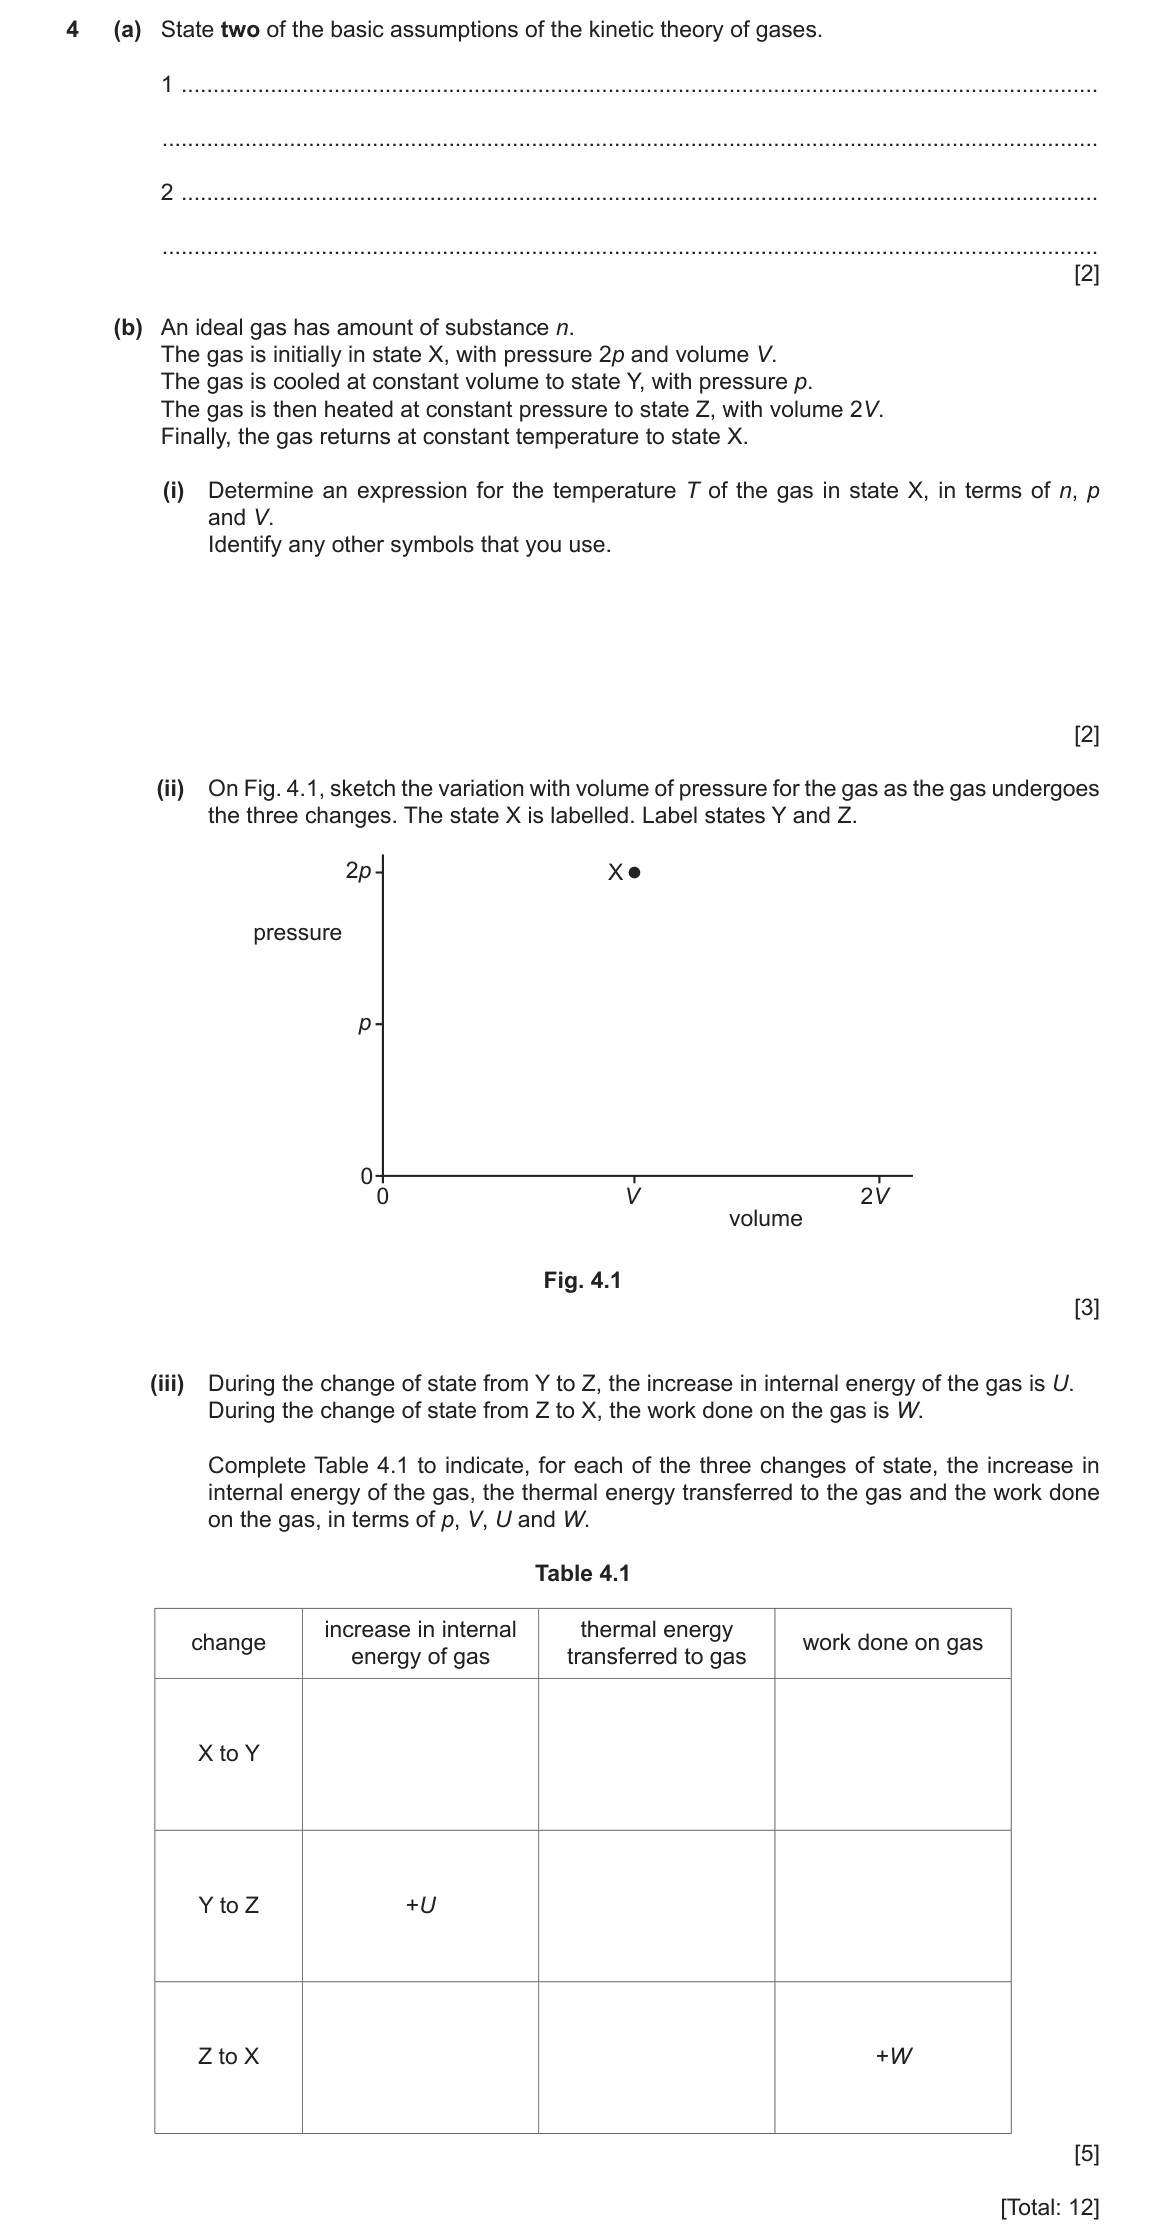 4 (a) State two of the basic assumptions of the kinetic theory of gases.
1 ................................................................................
................................................................................
2 ................................................................................
................................................................................
[2]
(b) An ideal gas has amount of substance n.
The gas is initially in state X, with pressure 2p and volume V.
The gas is cooled at constant volume to state Y, with pressure p.
The gas is then heated at constant pressure to state Z, with volume 2V.
Finally, the gas returns at constant temperature to state X.
(i) Determine an expression for the temperature T of the gas in state X, in terms of n, p
and V.
Identify any other symbols that you use.
[2]
(ii) On Fig. 4.1, sketch the variation with volume of pressure for the gas as the gas undergoes
the three changes. The state X is labelled. Label states Y and Z.
2p
X
pressure
p
0
0 V 2V
volume
Fig. 4.1
[3]
(iii) During the change of state from Y to Z, the increase in internal energy of the gas is U.
During the change of state from Z to X, the work done on the gas is W.
Complete Table 4.1 to indicate, for each of the three changes of state, the increase in
internal energy of the gas, the thermal energy transferred to the gas and the work done
on the gas, in terms of p, V, U and W.
Table 4.1
change
increase in internal
energy of gas
thermal energy
transferred to gas
work done on gas
X to Y
Y to Z +U
Z to X +W
[5]
[Total: 12]